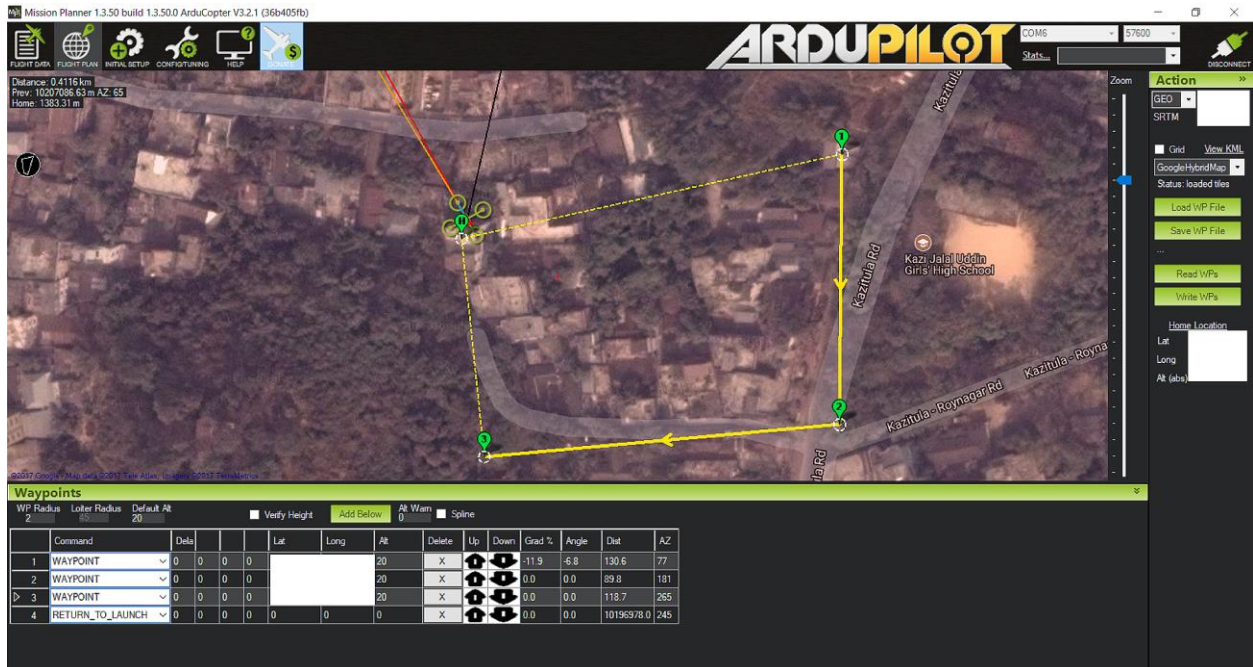 Mission Planner 1.3.50 build 1.3.50.0 ArduCopter V3.2.1 (36b405fb)
FLIGHT DATA FLIGHT PLAN INITIAL SETUP CONFIG/TUNING HELP DONATE
ARDUPILOT
COM6 57600
Stats...
DISCONNECT
Distance: 0.4116 km
Prev: 10207086.63 m AZ: 65
Home: 1383.31 m
Kazitula
1
H
Kazitula Rd
Kazi Jalal Uddin
Girls' High School
Kazitula - Royna
Kazitula - Roynagar Rd
2
3
la Rd
©2017 Google - Map data ©2017 Tele Atlas, Imagery ©2017 TerraMetrics
Zoom
Action »
GEO
SRTM
Grid View KML
GoogleHybridMap
Status: loaded tiles
Load WP File
Save WP File
...
Read WPs
Write WPs
Home Location
Lat
Long
Alt (abs)
Waypoints
WP Radius Loiter Radius Default Alt
2 45 20 Verify Height Add Below Alt Warn 0 Spline
Command Dela Lat Long Alt Delete Up Down Grad % Angle Dist AZ
1 WAYPOINT 0 0 0 0 20 X -11.9 -6.8 130.6 77
2 WAYPOINT 0 0 0 0 20 X 0.0 0.0 89.8 181
3 WAYPOINT 0 0 0 0 20 X 0.0 0.0 118.7 265
4 RETURN_TO_LAUNCH 0 0 0 0 0 0 0 X 0.0 0.0 10196978.0 245